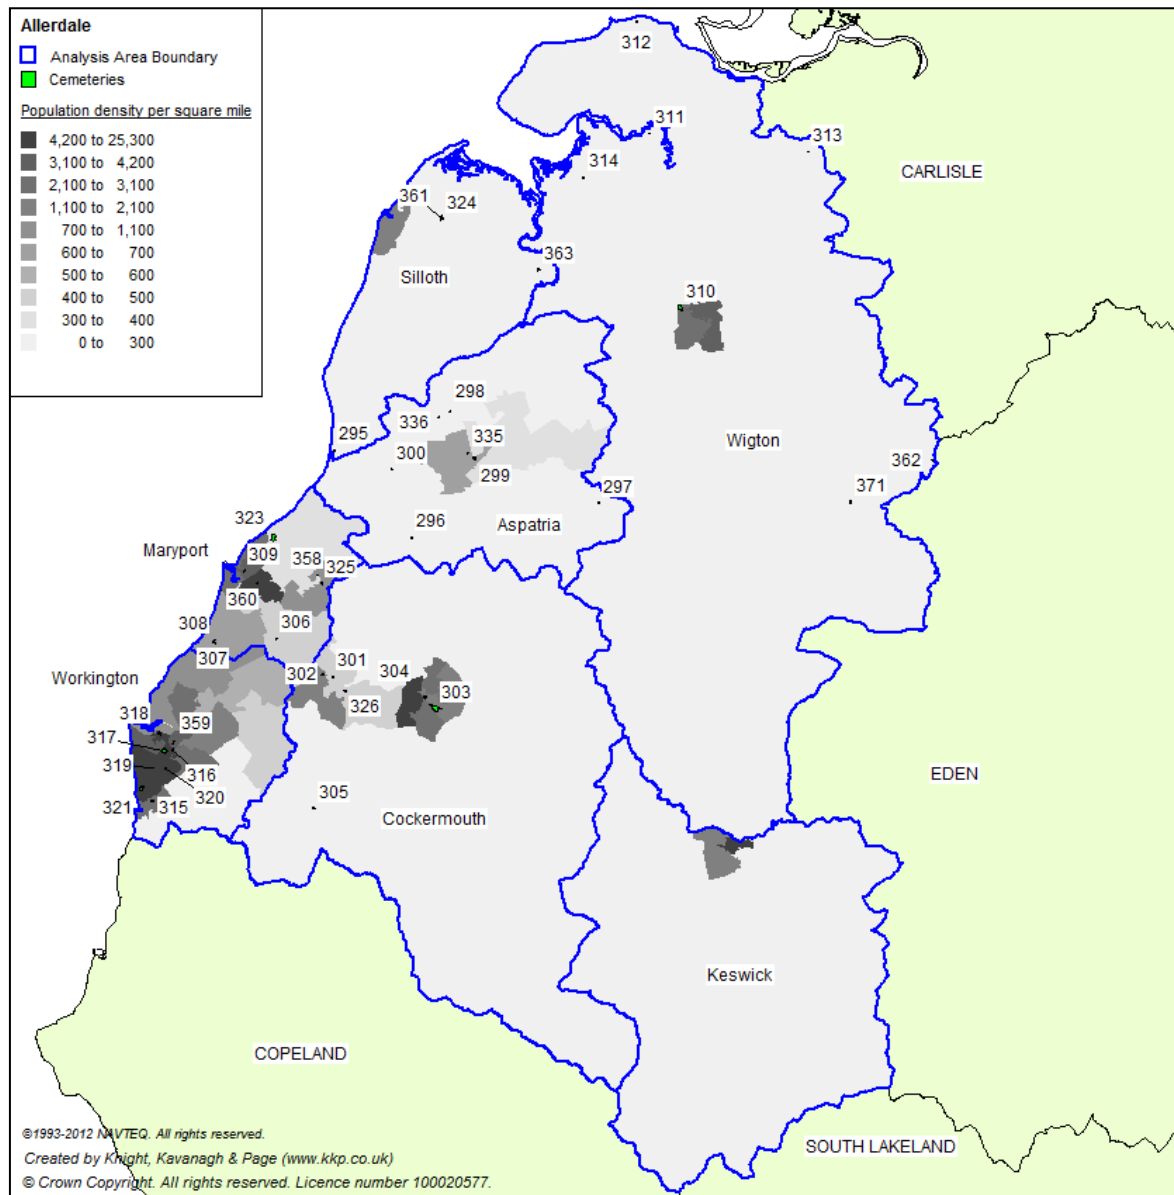 Allerdale
Analysis Area Boundary
Cemeteries
Population density per square mile
4,200 to 25,300
3,100 to 4,200
2,100 to 3,100
1,100 to 2,100
700 to 1,100
600 to 700
500 to 600
400 to 500
300 to 400
0 to 300
312
311
313
314
CARLISLE
361
324
363
Silloth
310
298
336
295
335
Wigton
300
362
299
297
371
296
Aspatria
323
Maryport
309
358
325
360
308
306
307
301
302
304
Workington
303
326
318
359
317
319
316
EDEN
320
305
321
315
Cockermouth
Keswick
COPELAND
SOUTH LAKELAND
©1993-2012 NAVTEQ. All rights reserved.
Created by Knight, Kavanagh & Page (www.kkp.co.uk)
© Crown Copyright. All rights reserved. Licence number 100020577.